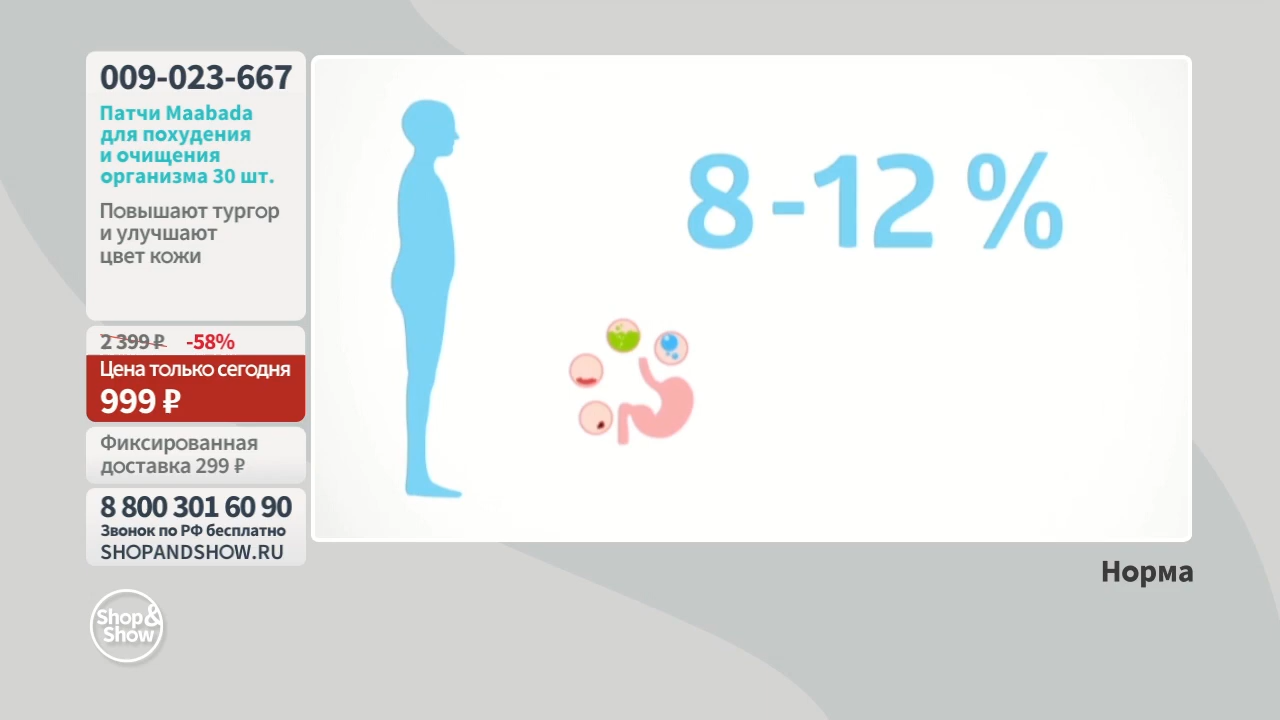 009-023-667
Патчи Maabada
для похудения
и очищения
организма 30 шт.
Повышают тургор
и улучшают
цвет кожи
2 399 ₽ -58%
Цена только сегодня
999 ₽
Фиксированная
доставка 299 ₽
8 800 301 60 90
Звонок по РФ бесплатно
SHOPANDSHOW.RU
Shop&
Show
8-12 %
Норма